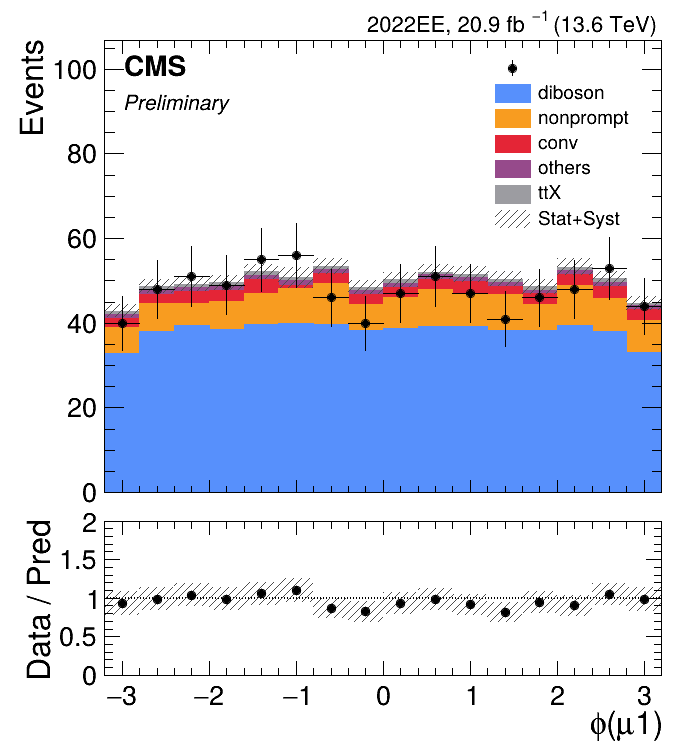 2022EE, 20.9 fb⁻¹ (13.6 TeV)
CMS
Preliminary
Events
100
80
60
40
20
0
diboson
nonprompt
conv
others
ttX
Stat+Syst
Data / Pred
2
1.5
1
0.5
0
−3 −2 −1 0 1 2 3
ϕ(μ1)